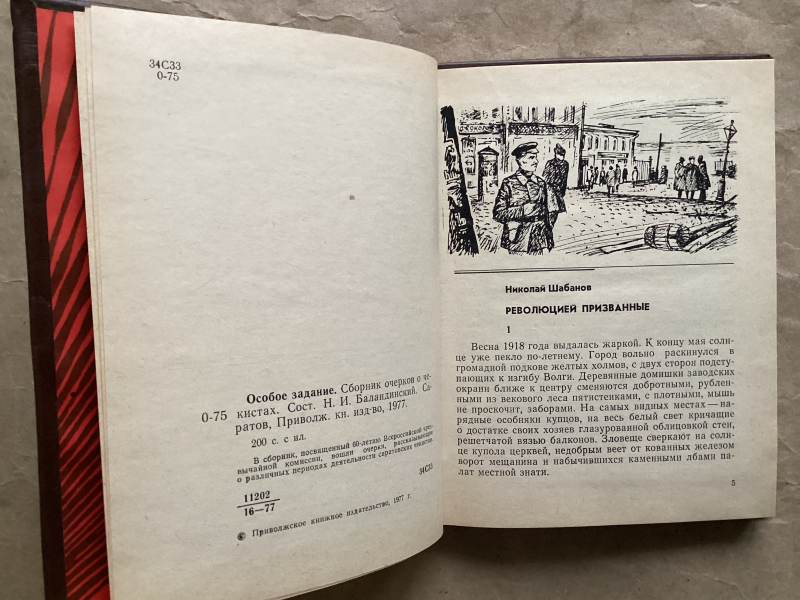 34С33
О-75
Особое задание. Сборник очерков о че-
О-75 кистах. Сост. Н. И. Баландинский. Са-
ратов, Приволж. кн. изд-во, 1977.
200 с. с ил.
В сборник, посвященный 60-летию Всероссийской чрез-
вычайной комиссии, вошли очерки, рассказывающие
о различных периодах деятельности саратовских чекистов.
11202
16—77
34С33
© Приволжское книжное издательство, 1977 г.
Николай Шабанов
РЕВОЛЮЦИЕЙ ПРИЗВАННЫЕ
1
Весна 1918 года выдалась жаркой. К концу мая солн-
це уже пекло по-летнему. Город вольно раскинулся в
громадной подкове желтых холмов, с двух сторон подсту-
пающих к изгибу Волги. Деревянные домишки заводских
окраин ближе к центру сменяются добротными, рублен-
ными из векового леса пятистенками, с плотными, мышь
не проскочит, заборами. На самых видных местах — на-
рядные особняки купцов, на весь белый свет кричащие
о достатке своих хозяев глазурованной облицовкой стен,
решетчатой вязью балконов. Зловеще сверкают на солн-
це купола церквей, недобрым веет от кованных железом
ворот мещанина и набычившихся каменными лбами па-
лат местной знати.
5